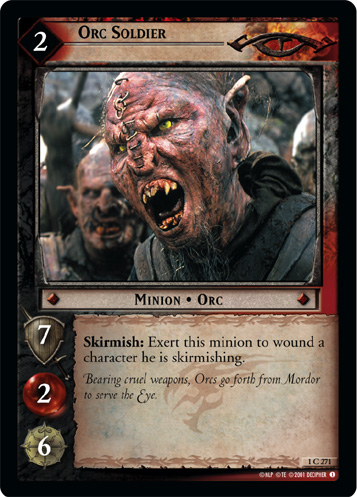 2
Orc Soldier
Minion • Orc
7
Skirmish: Exert this minion to wound a
character he is skirmishing.
2
Bearing cruel weapons, Orcs go forth from Mordor
to serve the Eye.
6
1 C 271
©NLP ™TE ©2001 DECIPHER